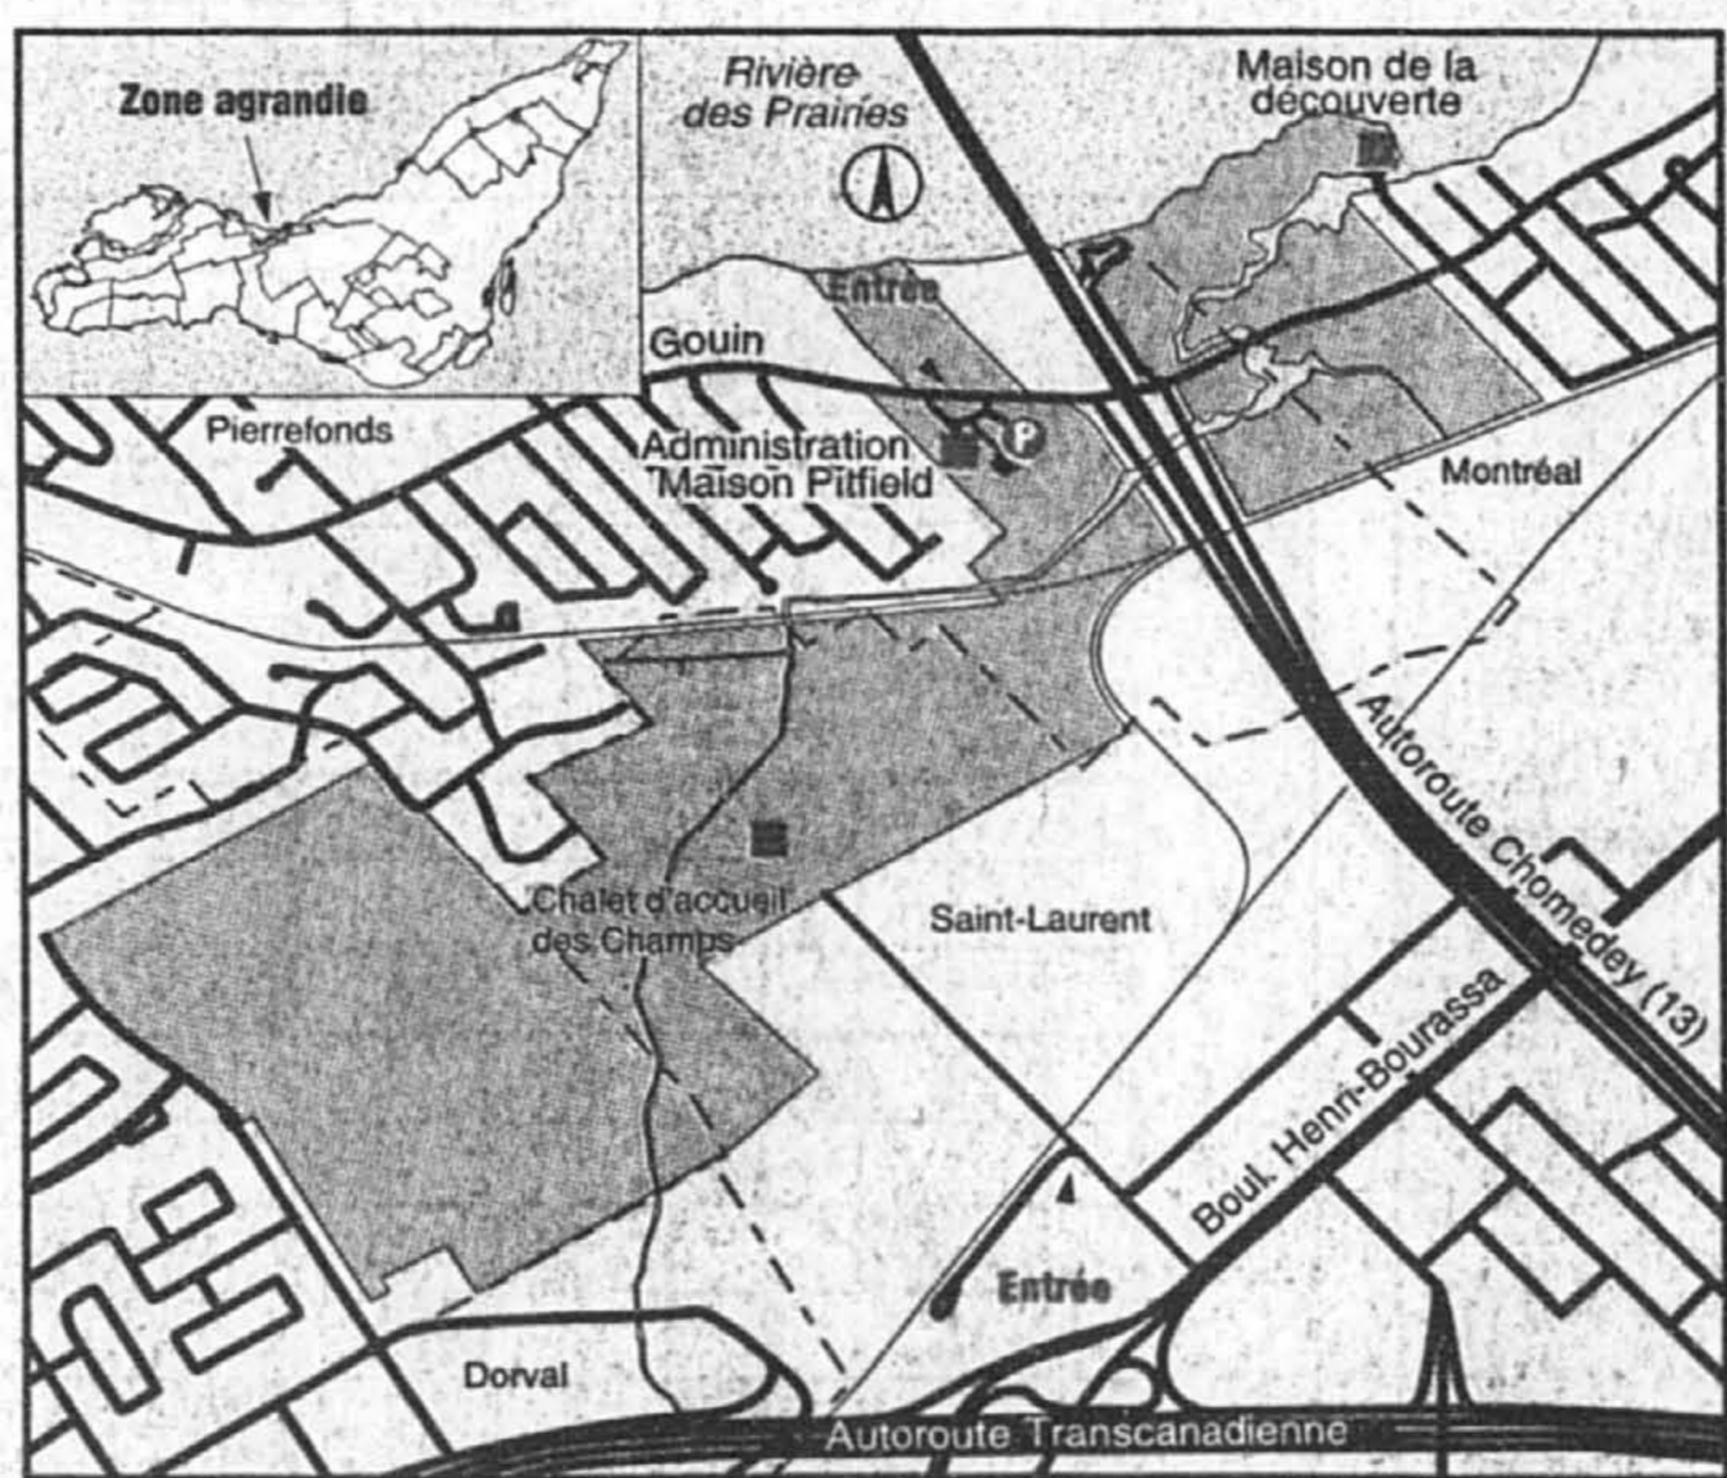 Zone agrandie
Rivière
des Prairies
Maison de la
découverte
Entrée
Gouin
Pierrefonds
Administration
Maison Pitfield
P
Montréal
Autoroute Chomedey (13)
Chalet d'accueil
des Champs
Saint-Laurent
Boul. Henri-Bourassa
Entrée
Dorval
Autoroute Transcanadienne